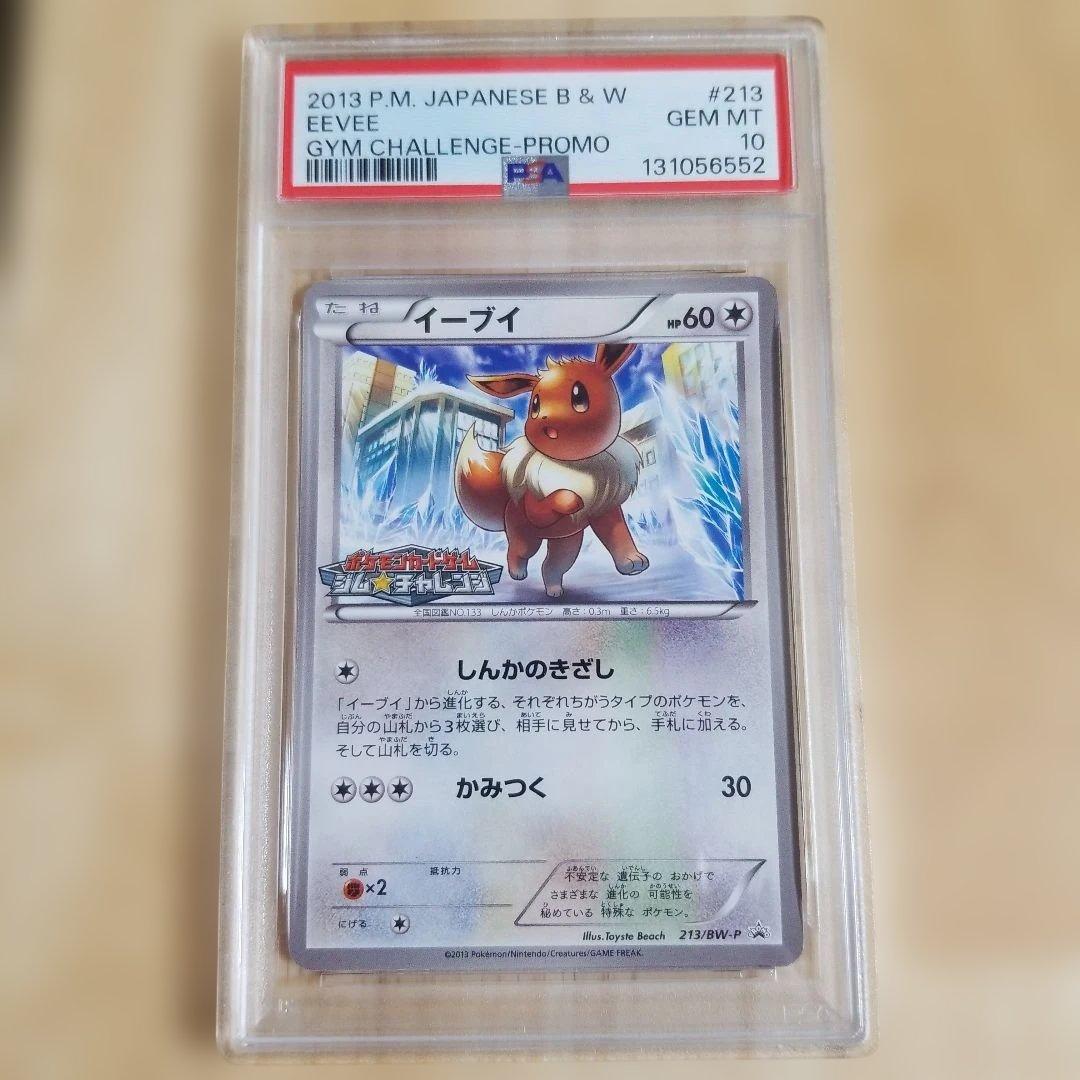 2013 P.M. JAPANESE B & W #213
EEVEE GEM MT
GYM CHALLENGE-PROMO 10
PSA 131056552
たね イーブイ HP60
ポケモンカードゲーム
ジム★チャレンジ
全国図鑑NO.133 しんかポケモン 高さ:0.3m 重さ:6.5kg
しんかのきざし
「イーブイ」から進化する、それぞれちがうタイプのポケモンを、
自分の山札から3枚選び、相手に見せてから、手札に加える。
そして山札を切る。
かみつく 30
弱点 抵抗力
×2
にげる
不安定な 遺伝子の おかげで
さまざまな 進化の 可能性を
秘めている 特殊な ポケモン。
Illus. Toyste Beach 213/BW-P
©2013 Pokémon/Nintendo/Creatures/GAME FREAK.